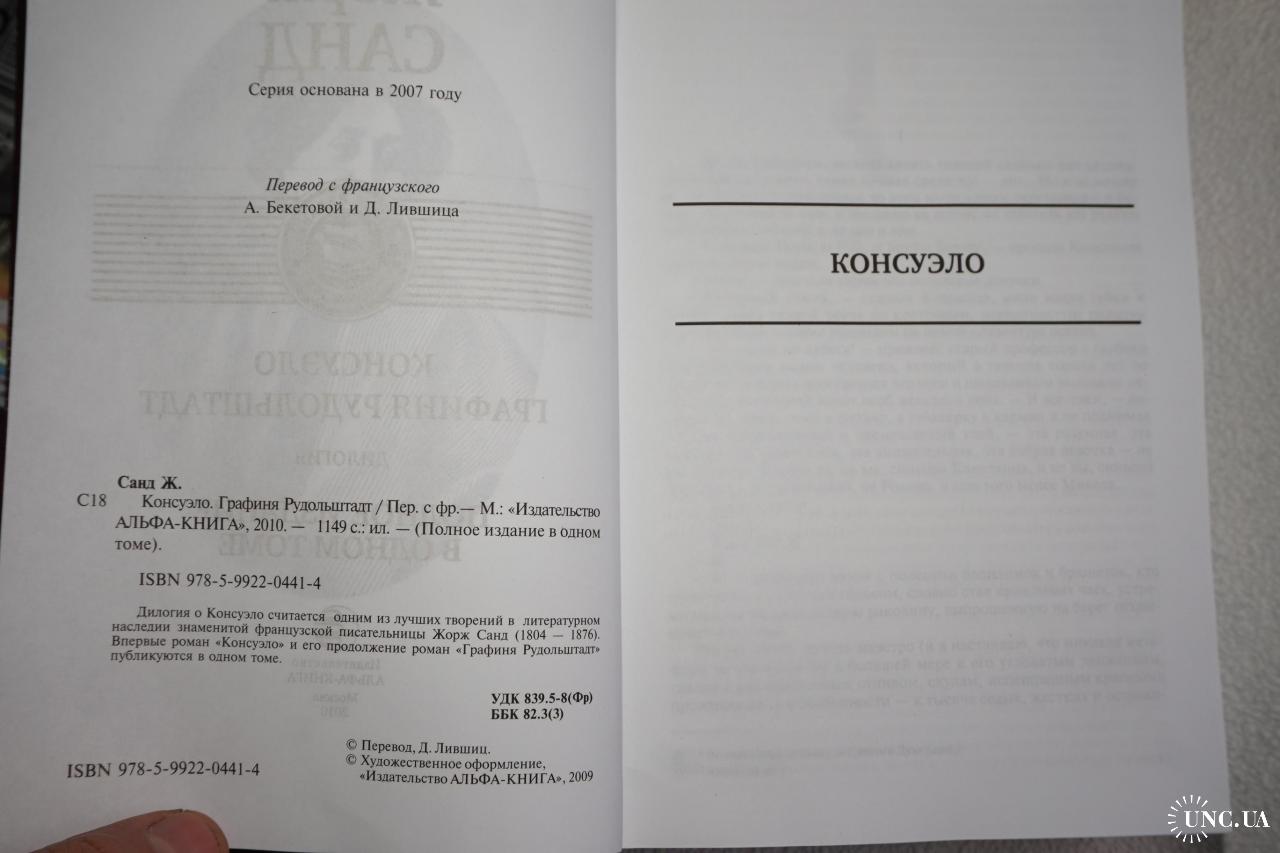 Серия основана в 2007 году
Перевод с французского
А. Бекетовой и Д. Лившица
Санд Ж.
С18 Консуэло. Графиня Рудольштадт / Пер. с фр.— М.: «Издательство
АЛЬФА-КНИГА», 2010. — 1149 с.: ил. — (Полное издание в одном
томе).
ISBN 978-5-9922-0441-4
Дилогия о Консуэло считается одним из лучших творений в литературном
наследии знаменитой французской писательницы Жорж Санд (1804 — 1876).
Впервые роман «Консуэло» и его продолжение роман «Графиня Рудольштадт»
публикуются в одном томе.
УДК 839.5-8(Фр)
ББК 82.3(3)
© Перевод, Д. Лившиц.
© Художественное оформление,
«Издательство АЛЬФА-КНИГА», 2009
ISBN 978-5-9922-0441-4
КОНСУЭЛО
UNC.UA